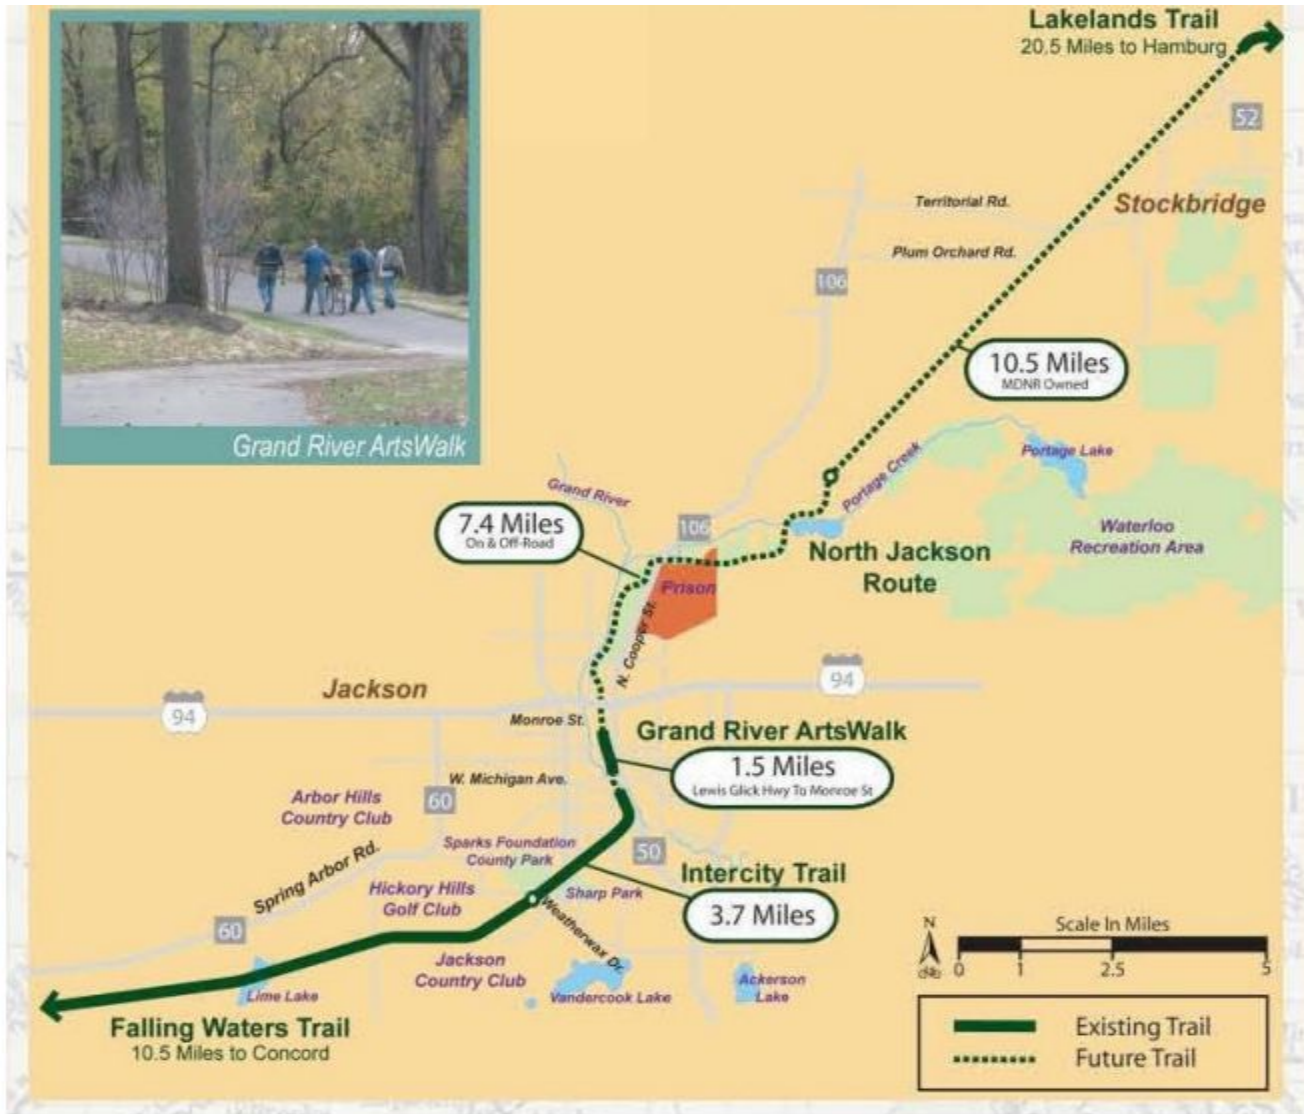 Lakelands Trail
20.5 Miles to Hamburg
52
Territorial Rd.
Stockbridge
Plum Orchard Rd.
106
10.5 Miles
MDNR Owned
Grand River ArtsWalk
Portage Creek
Portage Lake
Grand River
7.4 Miles
On & Off-Road
106
Waterloo
Recreation Area
North Jackson
Route
Prison
N. Cooper St.
Jackson
94
94
Monroe St.
Grand River ArtsWalk
1.5 Miles
Lewis Glick Hwy To Monroe St
W. Michigan Ave.
60
Arbor Hills
Country Club
Spring Arbor Rd.
Sparks Foundation
County Park
50
Intercity Trail
3.7 Miles
Hickory Hills
Golf Club
Sharp Park
Weatherwax Dr.
60
Jackson
Country Club
Lime Lake
Vandercook Lake
Ackerson
Lake
Falling Waters Trail
10.5 Miles to Concord
N
Scale In Miles
0 1 2.5 5
Existing Trail
Future Trail